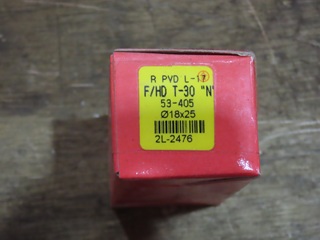 R PVD L-17
F/HD T-30 "N"
53-405
Ø18x25
2L-2476